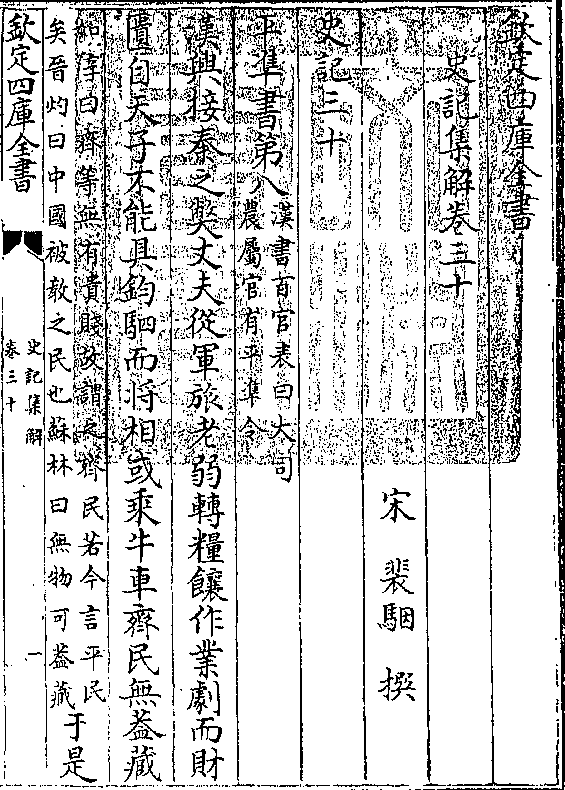 欽定四庫全書
史記集解卷三十
宋 裴駰 撰
史記三十
平準書第八漢書百官表曰大司
農屬官有平準令
漢興接秦之獘丈夫從軍旅老弱轉糧饟作業劇而財
匱自天子不能具鈞駟而將相或乘牛車齊民無葢藏
如淳曰齊等無有貴賤故謂之齊民若今言平民
矣晉灼曰中國被教之民也蘇林曰無物可葢藏
于是
欽定四庫全書
史記集解
卷三十
一